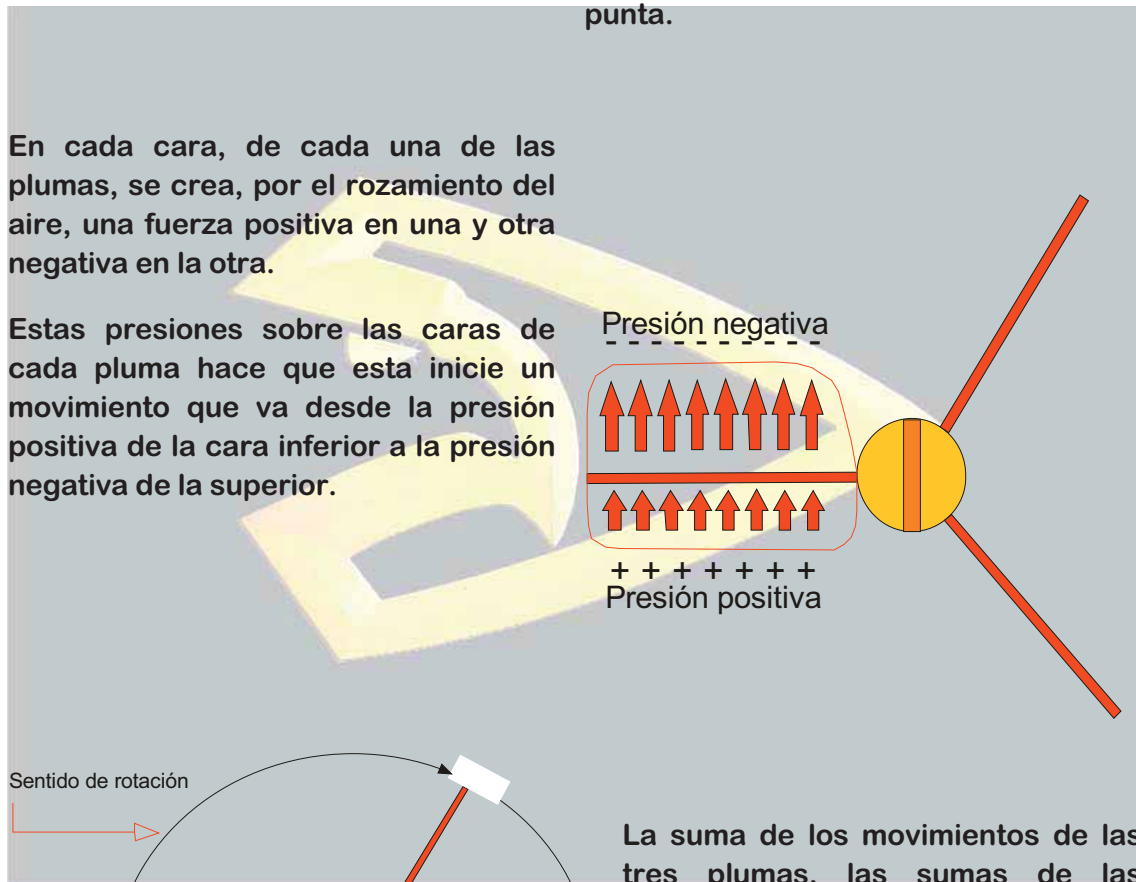 punta.
En cada cara, de cada una de las
plumas, se crea, por el rozamiento del
aire, una fuerza positiva en una y otra
negativa en la otra.
Estas presiones sobre las caras de
cada pluma hace que esta inicie un
movimiento que va desde la presión
positiva de la cara inferior a la presión
negativa de la superior.
Presión negativa
- - - - - - - - - -
+ + + + + + +
Presión positiva
Sentido de rotación
La suma de los movimientos de las
tres plumas, las sumas de las